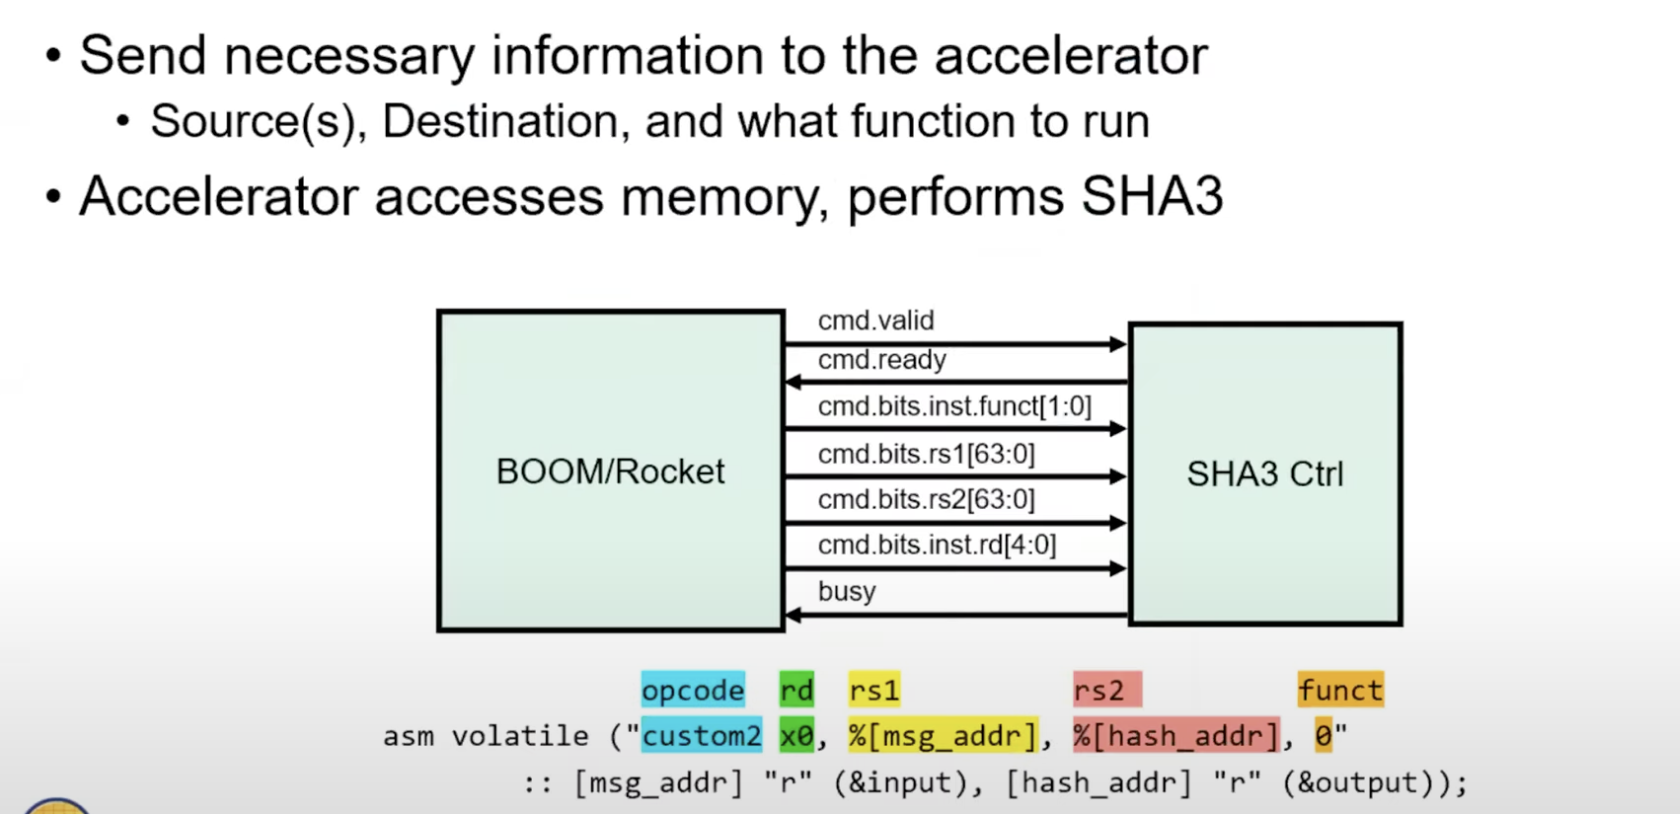 • Send necessary information to the accelerator
• Source(s), Destination, and what function to run
• Accelerator accesses memory, performs SHA3
cmd.valid
cmd.ready
cmd.bits.inst.funct[1:0]
cmd.bits.rs1[63:0]
BOOM/Rocket
SHA3 Ctrl
cmd.bits.rs2[63:0]
cmd.bits.inst.rd[4:0]
busy
opcode rd rs1 rs2 funct
asm volatile ("custom2 x0, %[msg_addr], %[hash_addr], 0"
:: [msg_addr] "r" (&input), [hash_addr] "r" (&output));